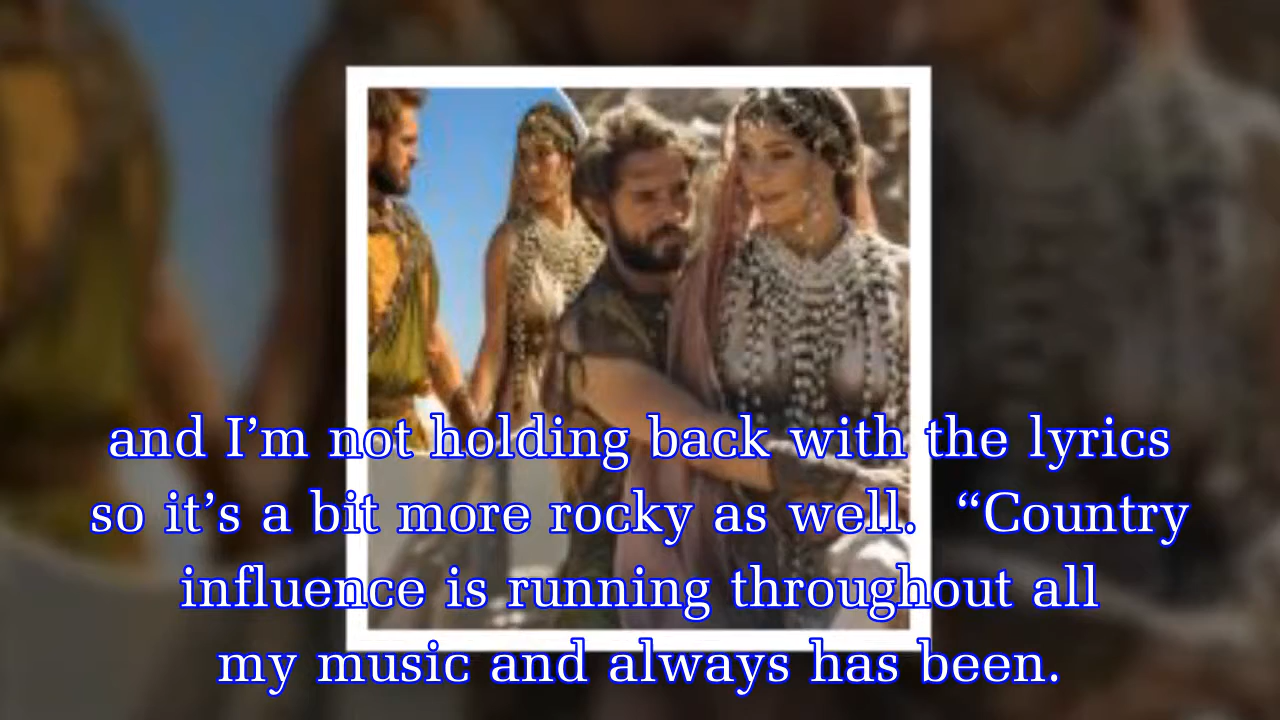 and I’m not holding back with the lyrics
so it’s a bit more rocky as well.  “Country
influence is running throughout all
my music and always has been.